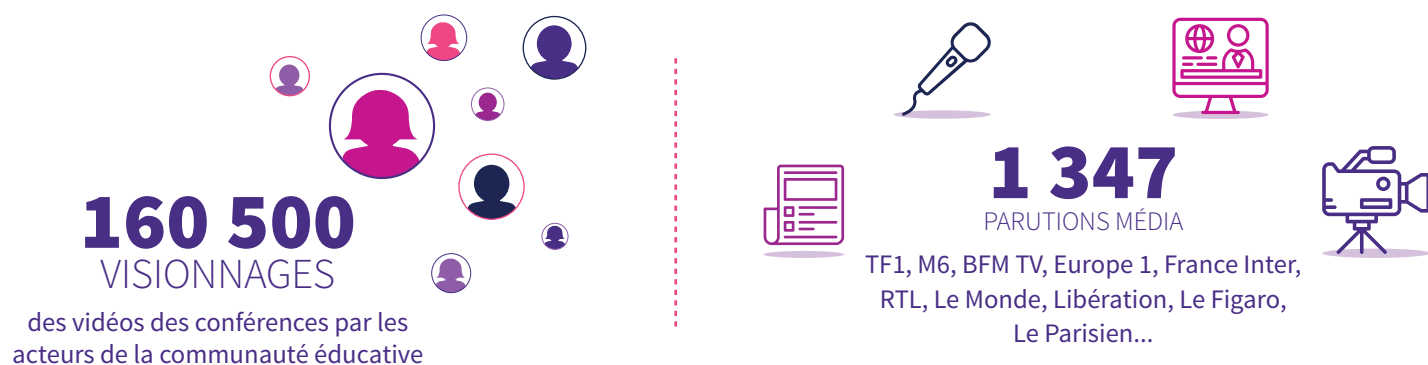 160 500
VISIONNAGES
des vidéos des conférences par les
acteurs de la communauté éducative
1 347
PARUTIONS MÉDIA
TF1, M6, BFM TV, Europe 1, France Inter,
RTL, Le Monde, Libération, Le Figaro,
Le Parisien...